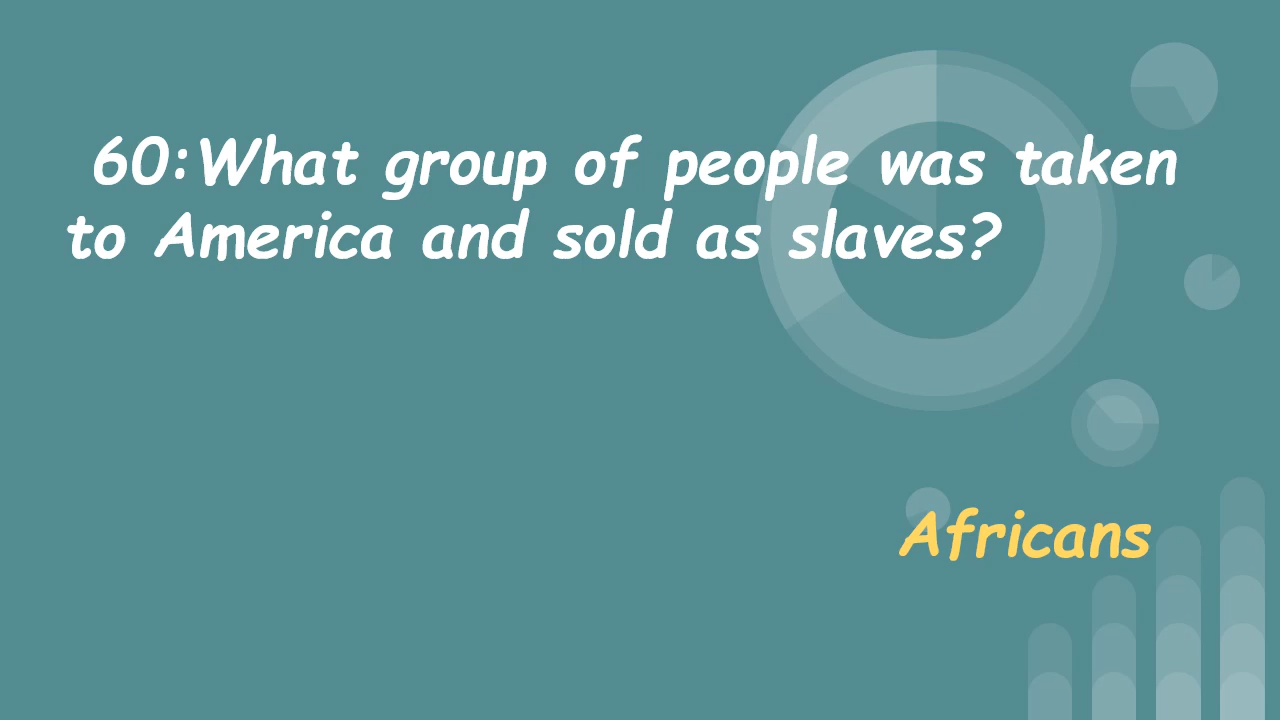 60:What group of people was taken
to America and sold as slaves?
Africans